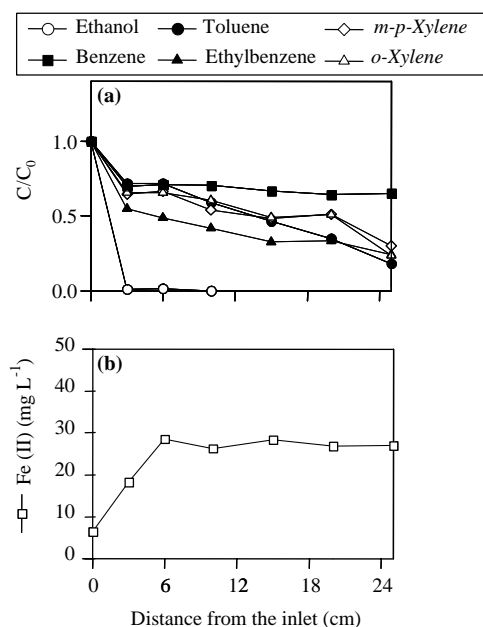 Ethanol Toluene m-p-Xylene
Benzene Ethylbenzene o-Xylene
(a)
1.0
C/C0
0.5
0.0
(b)
50
40
30
20
10
0
Fe (II) (mg L-1)
0 6 12 18 24
Distance from the inlet (cm)